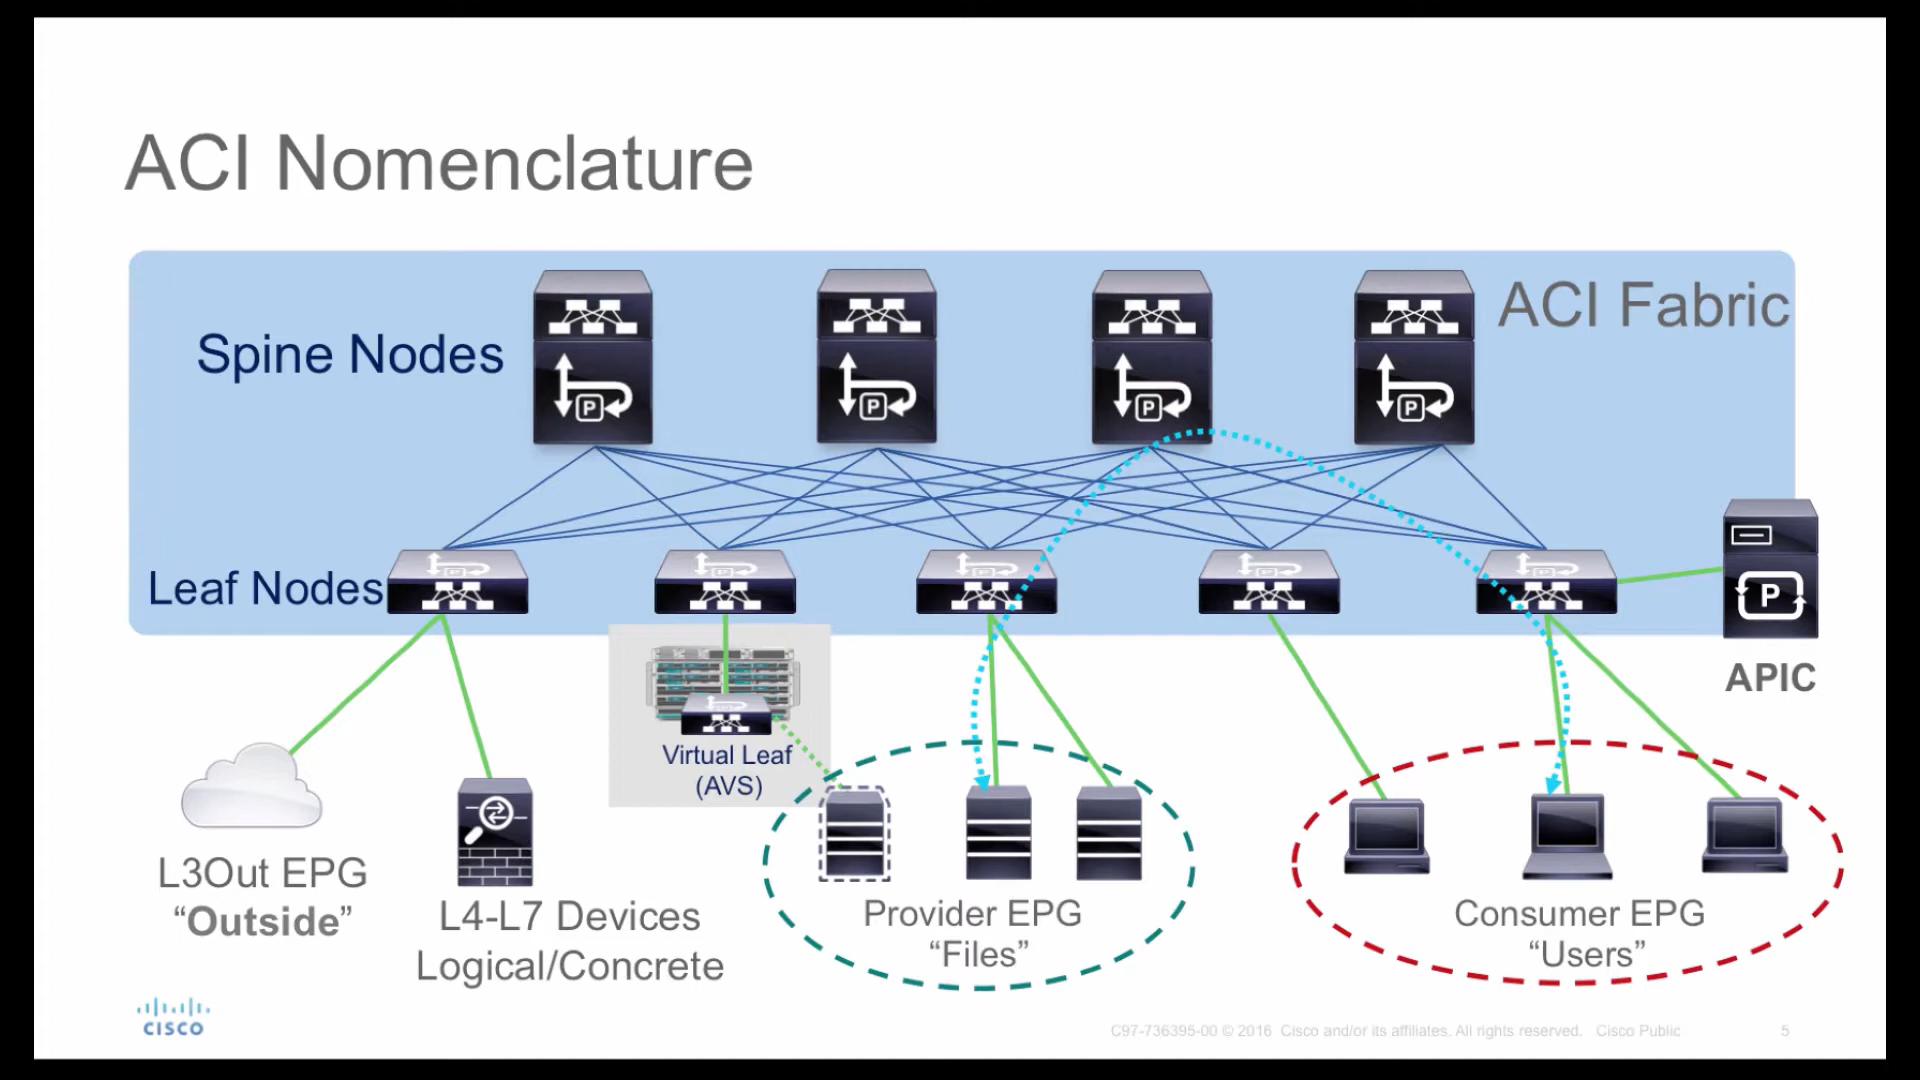 ACI Nomenclature
ACI Fabric
Spine Nodes
P
P
P
P
Leaf Nodes
P
APIC
Virtual Leaf
(AVS)
L3Out EPG
“Outside”
L4-L7 Devices
Logical/Concrete
Provider EPG
“Files”
Consumer EPG
“Users”
CISCO
C97-736395-00 © 2016 Cisco and/or its affiliates. All rights reserved. Cisco Public 5